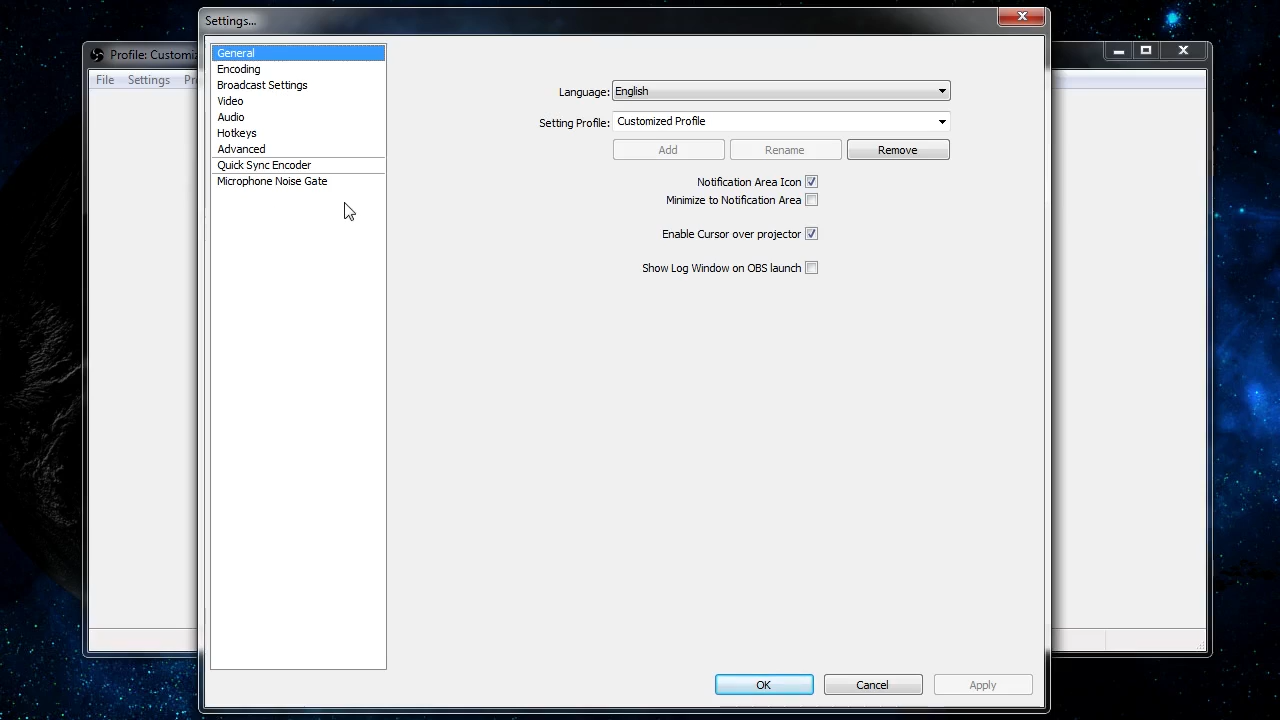 Settings...
Profile: Customiz
File Settings Pr
General
Encoding
Broadcast Settings
Video
Audio
Hotkeys
Advanced
Quick Sync Encoder
Microphone Noise Gate
Language: English
Setting Profile: Customized Profile
Add Rename Remove
Notification Area Icon
Minimize to Notification Area
Enable Cursor over projector
Show Log Window on OBS launch
OK Cancel Apply